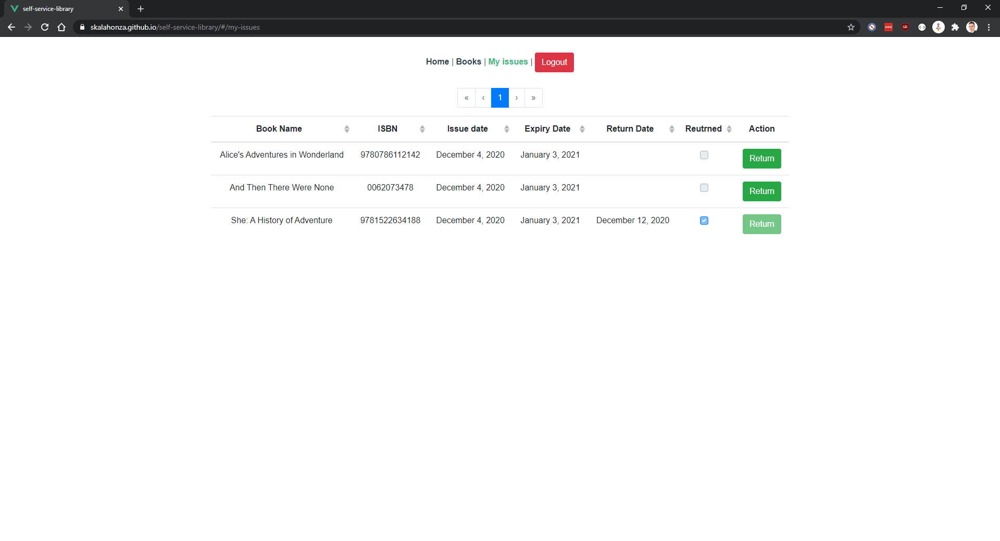 self-service-library
skalahonza.github.io/self-service-library/#/my-issues
Home | Books | My issues | Logout
« ‹ 1 › »
Book Name ISBN Issue date Expiry Date Return Date Reutrned Action
Alice's Adventures in Wonderland 9780786112142 December 4, 2020 January 3, 2021 Return
And Then There Were None 0062073478 December 4, 2020 January 3, 2021 Return
She: A History of Adventure 9781522634188 December 4, 2020 January 3, 2021 December 12, 2020 Return